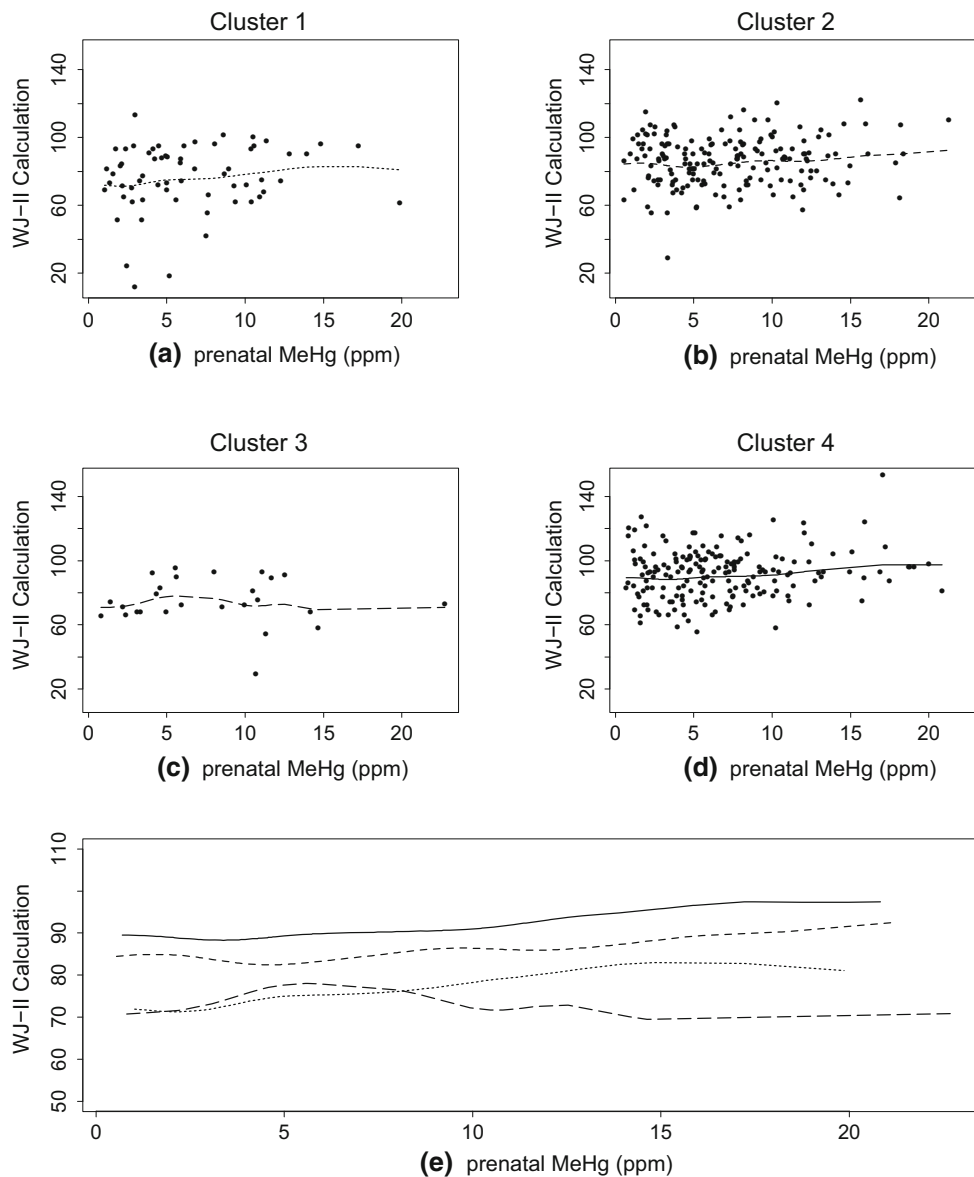 Cluster 1
WJ−II Calculation
20 60 100 140
0 5 10 15 20
(a) prenatal MeHg (ppm)
Cluster 2
WJ−II Calculation
20 60 100 140
0 5 10 15 20
(b) prenatal MeHg (ppm)
Cluster 3
WJ−II Calculation
20 60 100 140
0 5 10 15 20
(c) prenatal MeHg (ppm)
Cluster 4
WJ−II Calculation
20 60 100 140
0 5 10 15 20
(d) prenatal MeHg (ppm)
WJ−II Calculation
50 60 70 80 90 110
0 5 10 15 20
(e) prenatal MeHg (ppm)